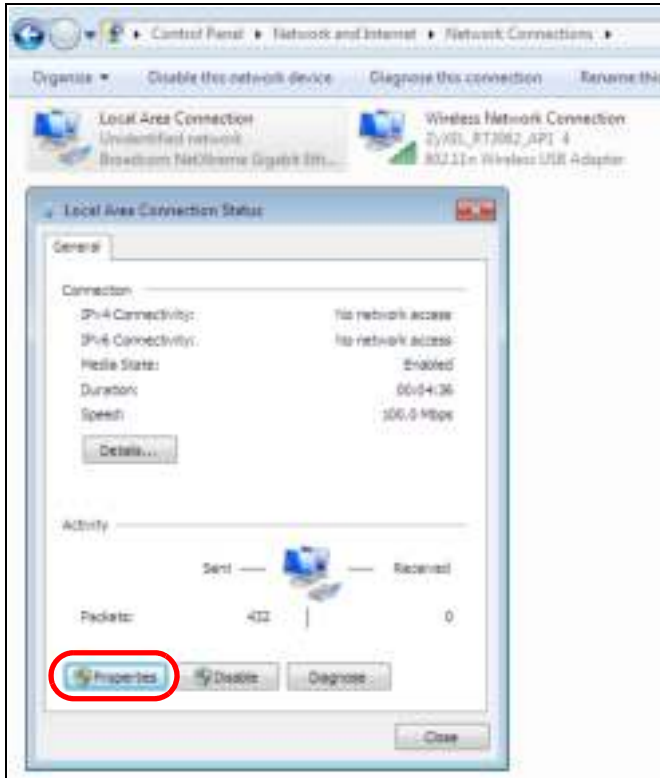 Control Panel ▸ Network and Internet ▸ Network Connections ▸
Organize Disable this network device Diagnose this connection Rename this
Local Area Connection
Unidentified network
Broadcom NetXtreme Gigabit Eth...
Wireless Network Connection
ZyXEL_RT3062_AP1 4
802.11n Wireless USB Adapter
Local Area Connection Status
General
Connection
IPv4 Connectivity: No network access
IPv6 Connectivity: No network access
Media State: Enabled
Duration: 00:04:36
Speed: 100.0 Mbps
Details...
Activity
Sent Received
Packets: 432 0
Properties Disable Diagnose
Close